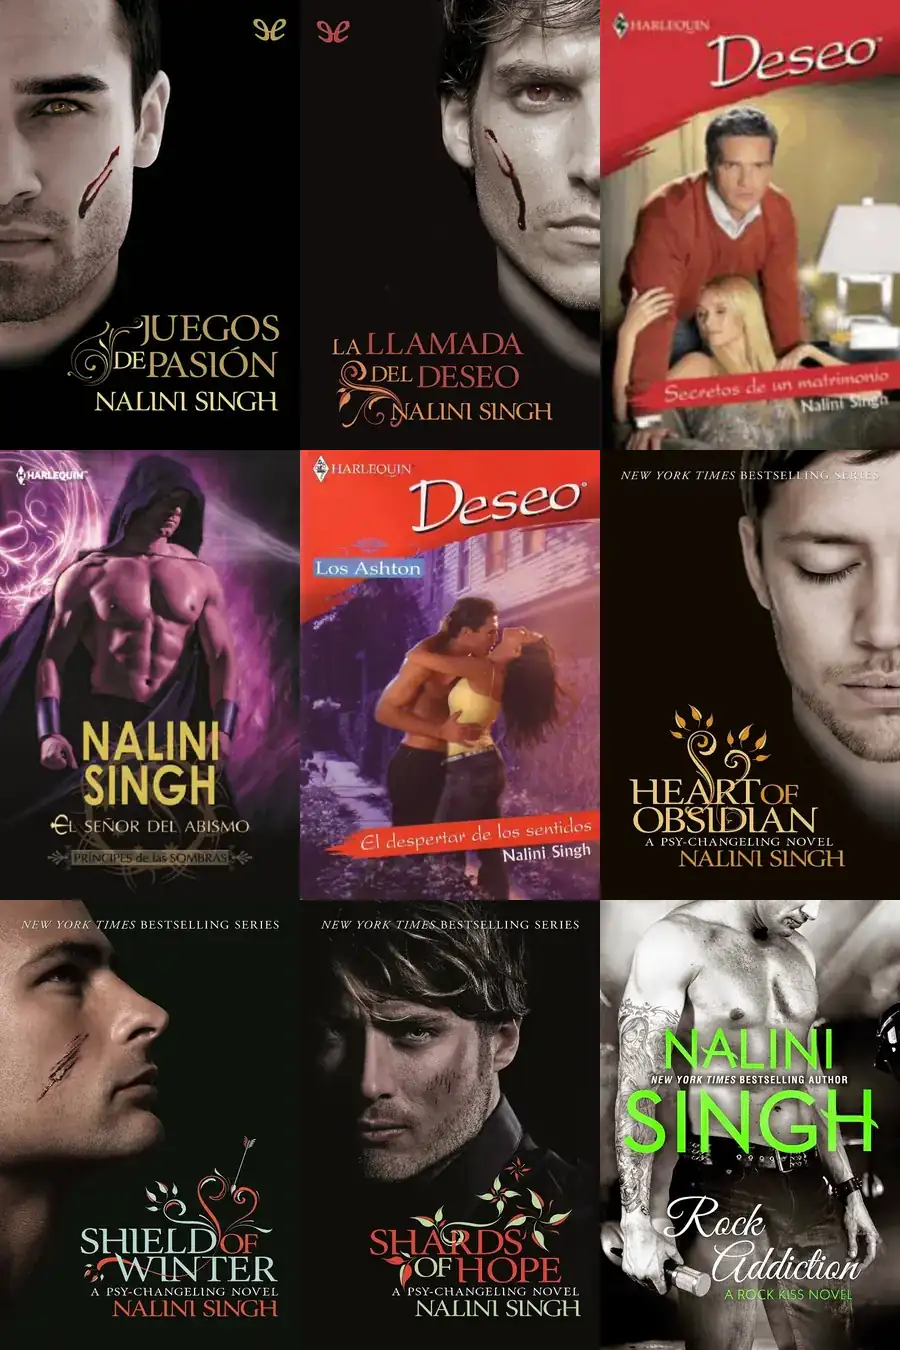 JUEGOS
DE PASIÓN
NALINI SINGH
LA LLAMADA
DEL DESEO
NALINI SINGH
HARLEQUIN
Deseo
Secretos de un matrimonio
Nalini Singh
HARLEQUIN™
NALINI
SINGH
EL SEÑOR DEL ABISMO
PRÍNCIPES de las SOMBRAS
HARLEQUIN
Deseo
Los Ashton
El despertar de los sentidos
Nalini Singh
NEW YORK TIMES BESTSELLING SERIES
HEART OF
OBSIDIAN
A PSY-CHANGELING NOVEL
NALINI SINGH
NEW YORK TIMES BESTSELLING SERIES
SHIELD OF
WINTER
A PSY-CHANGELING NOVEL
NALINI SINGH
NEW YORK TIMES BESTSELLING SERIES
SHARDS
OF HOPE
A PSY-CHANGELING NOVEL
NALINI SINGH
NALINI
NEW YORK TIMES BESTSELLING AUTHOR
SINGH
Rock
Addiction
A ROCK KISS NOVEL